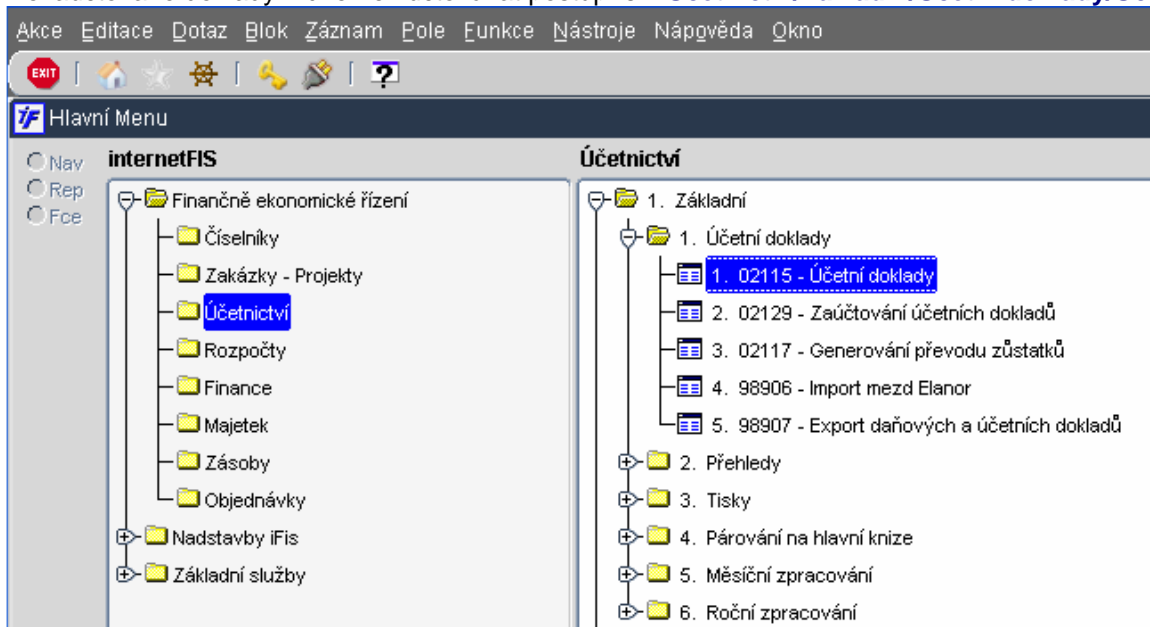 Akce Editace Dotaz Blok Záznam Pole Funkce Nástroje Nápověda Okno
EXIT ?
iF Hlavní Menu
Nav
Rep
Fce
internetFIS
Finančně ekonomické řízení
Číselníky
Zakázky - Projekty
Účetnictví
Rozpočty
Finance
Majetek
Zásoby
Objednávky
Nadstavby iFis
Základní služby
Účetnictví
1. Základní
1. Účetní doklady
1. 02115 - Účetní doklady
2. 02129 - Zaúčtování účetních dokladů
3. 02117 - Generování převodu zůstatků
4. 98906 - Import mezd Elanor
5. 98907 - Export daňových a účetních dokladů
2. Přehledy
3. Tisky
4. Párování na hlavní knize
5. Měsíční zpracování
6. Roční zpracování